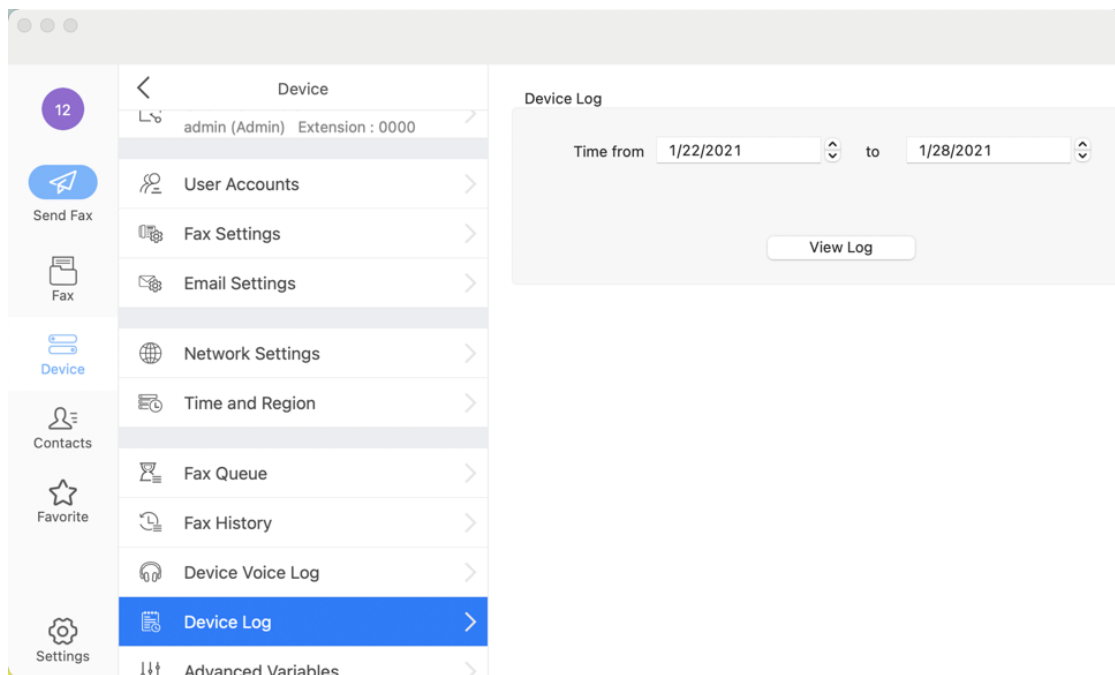 12
Send Fax
Fax
Device
Contacts
Favorite
Settings
Device
admin (Admin) Extension : 0000
User Accounts
Fax Settings
Email Settings
Network Settings
Time and Region
Fax Queue
Fax History
Device Voice Log
Device Log
Advanced Variables
Device Log
Time from 1/22/2021 to 1/28/2021
View Log